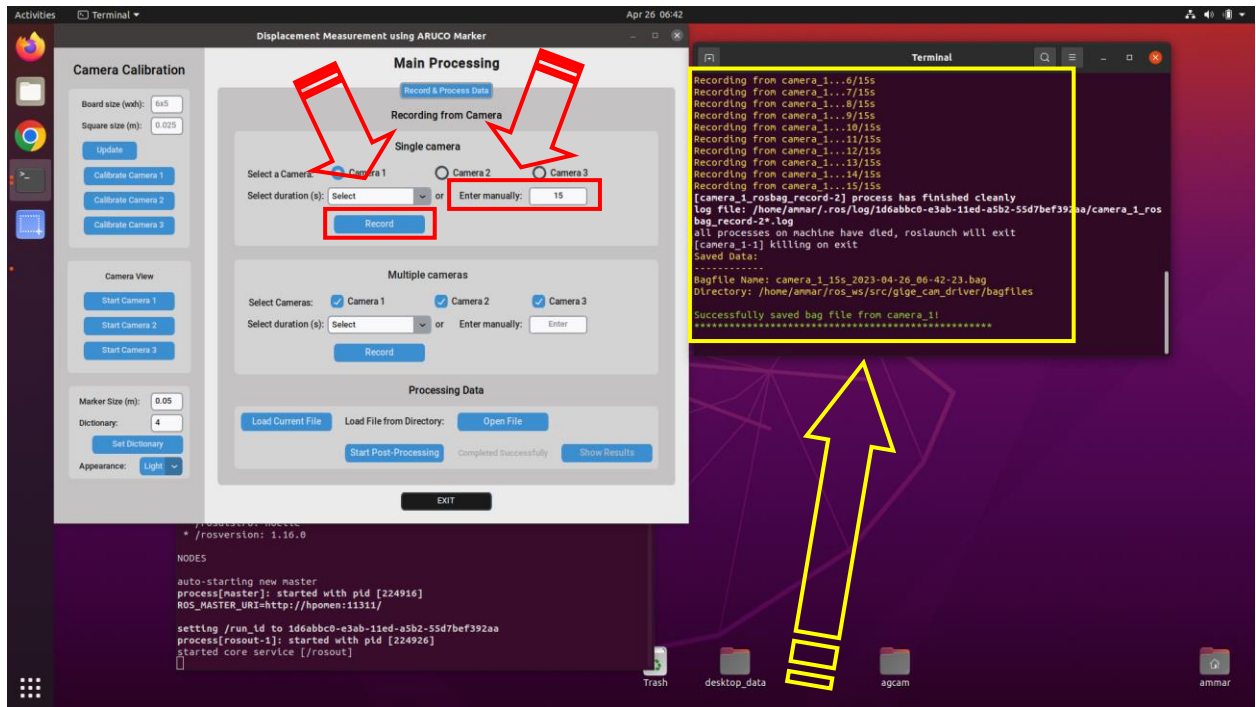 Activities Terminal Apr 26 06:42
Displacement Measurement using ARUCO Marker
Camera Calibration
Board size (wxh): 6x5
Square size (m): 0.025
Update
Calibrate Camera 1
Calibrate Camera 2
Calibrate Camera 3
Camera View
Start Camera 1
Start Camera 2
Start Camera 3
Marker Size (m): 0.05
Dictionary: 4
Set Dictionary
Appearance: Light
Main Processing
Record & Process Data
Recording from Camera
Single camera
Select a Camera: Camera 1 Camera 2 Camera 3
Select duration (s): Select or Enter manually: 15
Record
Multiple cameras
Select Cameras: Camera 1 Camera 2 Camera 3
Select duration (s): Select or Enter manually: Enter
Record
Processing Data
Load Current File Load File from Directory: Open File
Start Post-Processing Completed Successfully Show Results
EXIT
Terminal
Recording from camera_1...6/15s
Recording from camera_1...7/15s
Recording from camera_1...8/15s
Recording from camera_1...9/15s
Recording from camera_1...10/15s
Recording from camera_1...11/15s
Recording from camera_1...12/15s
Recording from camera_1...13/15s
Recording from camera_1...14/15s
Recording from camera_1...15/15s
[camera_1_rosbag_record-2] process has finished cleanly
log file: /home/ammar/.ros/log/1d6abbc0-e3ab-11ed-a5b2-55d7bef392aa/camera_1_ros
bag_record-2*.log
all processes on machine have died, roslaunch will exit
[camera_1-1] killing on exit
Saved Data:
------------
Bagfile Name: camera_1_15s_2023-04-26_06-42-23.bag
Directory: /home/ammar/ros_ws/src/gige_cam_driver/bagfiles
Successfully saved bag file from camera_1!
**************************************************
* /rosversion: 1.16.0
NODES
auto-starting new master
process[master]: started with pid [224916]
ROS_MASTER_URI=http://hpomen:11311/
setting /run_id to 1d6abbc0-e3ab-11ed-a5b2-55d7bef392aa
process[rosout-1]: started with pid [224926]
started core service [/rosout]
Trash desktop_data agcam ammar